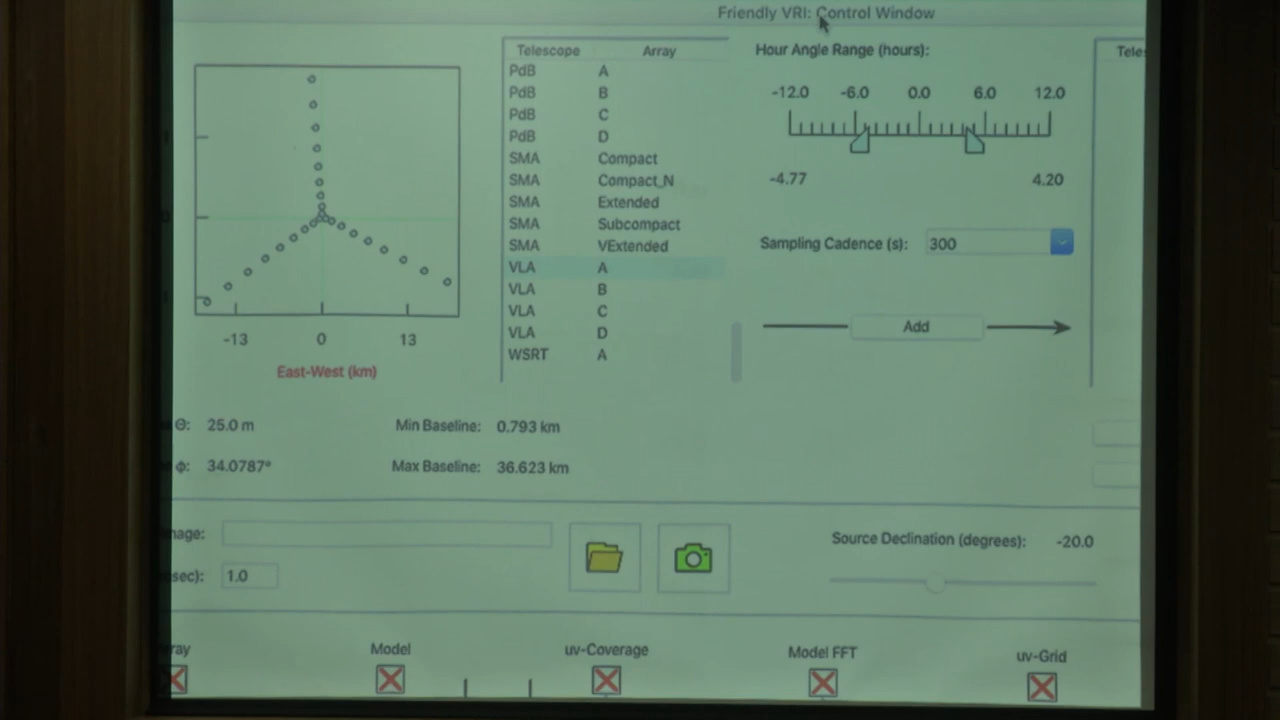 Friendly VRI: Control Window
Telescope Array
PdB A
PdB B
PdB C
PdB D
SMA Compact
SMA Compact_N
SMA Extended
SMA Subcompact
SMA VExtended
VLA A
VLA B
VLA C
VLA D
WSRT A
-13 0 13
East-West (km)
Hour Angle Range (hours):
-12.0 -6.0 0.0 6.0 12.0
-4.77 4.20
Sampling Cadence (s): 300
Add
Θ: 25.0 m Min Baseline: 0.793 km
φ: 34.0787° Max Baseline: 36.623 km
1.0
Source Declination (degrees): -20.0
Model uv-Coverage Model FFT uv-Grid